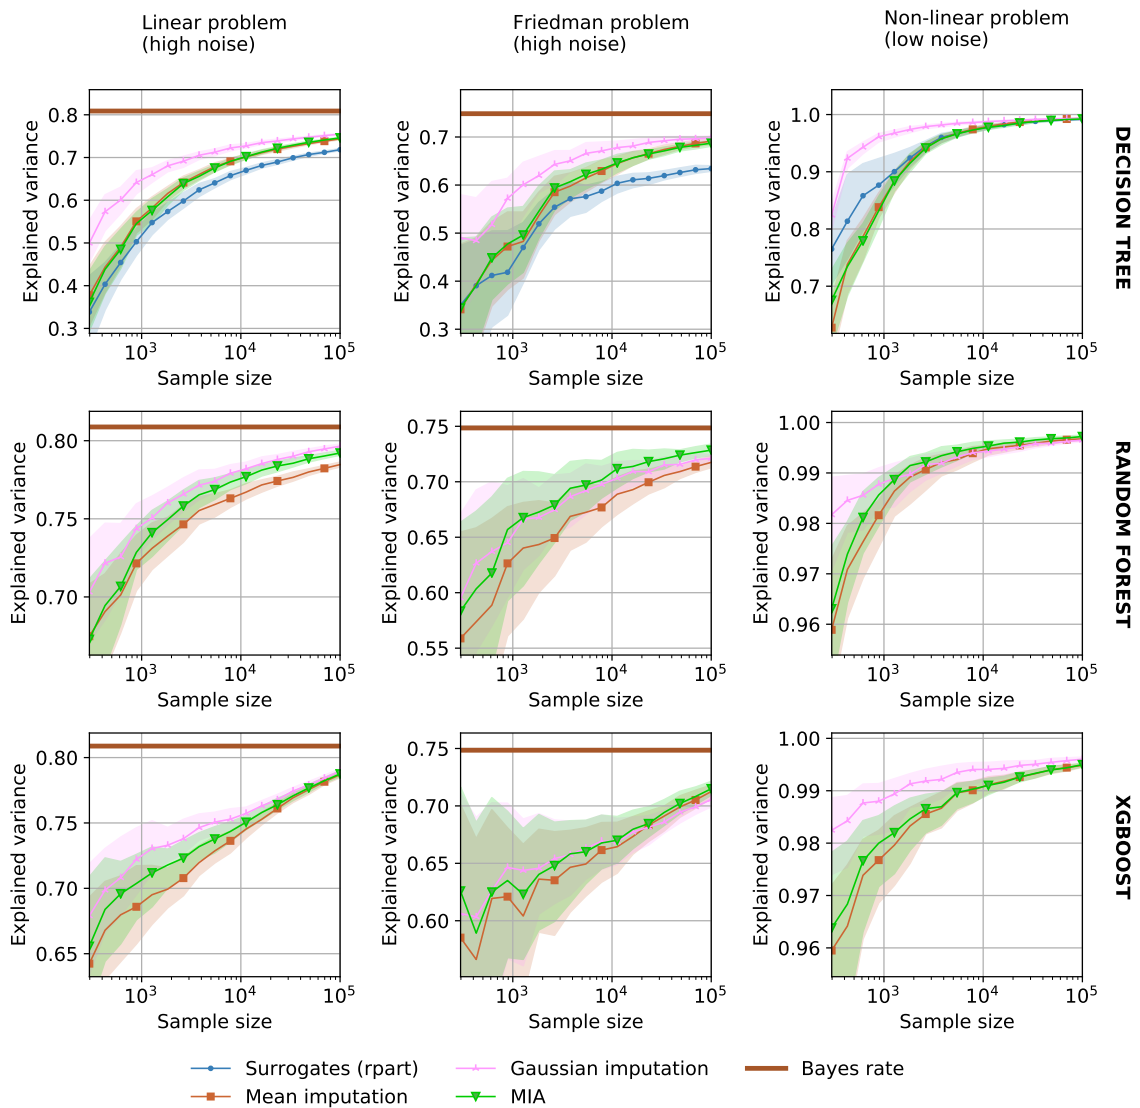 Linear problem
(high noise)
Friedman problem
(high noise)
Non-linear problem
(low noise)
Explained variance
0.8
0.7
0.6
0.5
0.4
0.3
10³
10⁴
10⁵
Sample size
Explained variance
0.7
0.6
0.5
0.4
0.3
10³
10⁴
10⁵
Sample size
Explained variance
1.0
0.9
0.8
0.7
10³
10⁴
10⁵
Sample size
DECISION TREE
Explained variance
0.80
0.75
0.70
10³
10⁴
10⁵
Sample size
Explained variance
0.75
0.70
0.65
0.60
0.55
10³
10⁴
10⁵
Sample size
Explained variance
1.00
0.99
0.98
0.97
0.96
10³
10⁴
10⁵
Sample size
RANDOM FOREST
Explained variance
0.80
0.75
0.70
0.65
10³
10⁴
10⁵
Sample size
Explained variance
0.75
0.70
0.65
0.60
10³
10⁴
10⁵
Sample size
Explained variance
1.00
0.99
0.98
0.97
0.96
10³
10⁴
10⁵
Sample size
XGBOOST
Surrogates (rpart)
Mean imputation
Gaussian imputation
MIA
Bayes rate